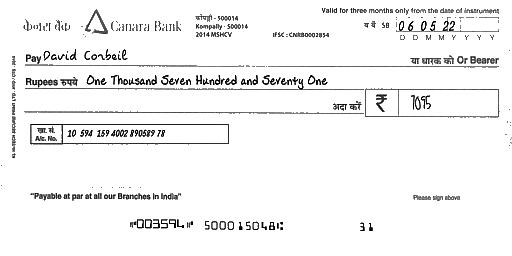 केनरा बैंक Canara Bank
कोम्पल्ली - 500014
Kompally - 500014
2014 MSHCV
IFSC : CNRB0002854
Valid for three months only from the date of instrument
SB 06 05 22
D D M M Y Y Y Y
Pay David Conbeil या धारक को Or Bearer
Rupees रुपये One Thousand Seven Hundred and Seventy One
अदा करें ₹ 7095
खा. सं.
A/c. No. 10 594 159 4002 890589 78
"Payable at par at all our Branches in India"
Please sign above
⑈003594⑈ 500015048⑆ 31